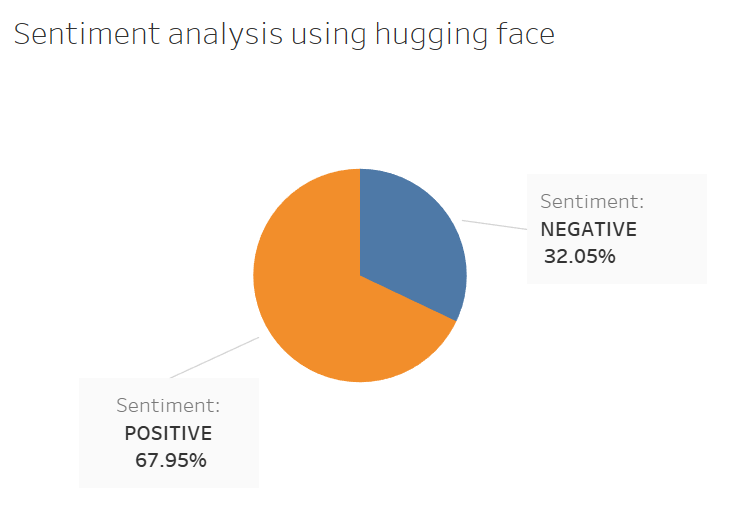 Sentiment analysis using hugging face
Sentiment:
NEGATIVE
32.05%
Sentiment:
POSITIVE
67.95%